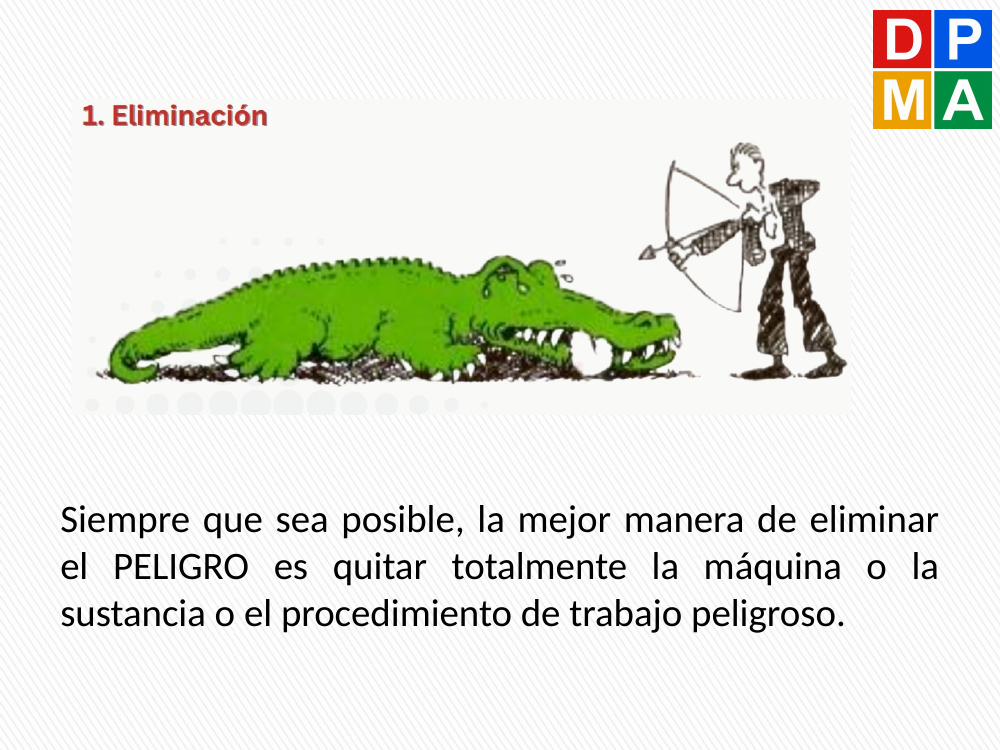 D P
M A
1. Eliminación
Siempre que sea posible, la mejor manera de eliminar
el PELIGRO es quitar totalmente la máquina o la
sustancia o el procedimiento de trabajo peligroso.